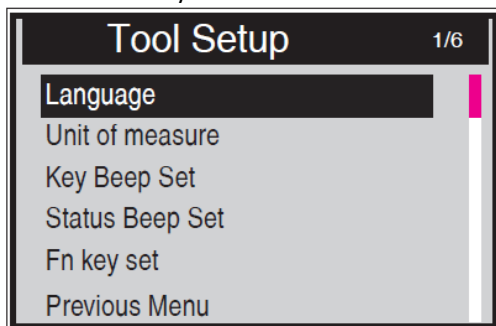 Tool Setup 1/6
Language
Unit of measure
Key Beep Set
Status Beep Set
Fn key set
Previous Menu